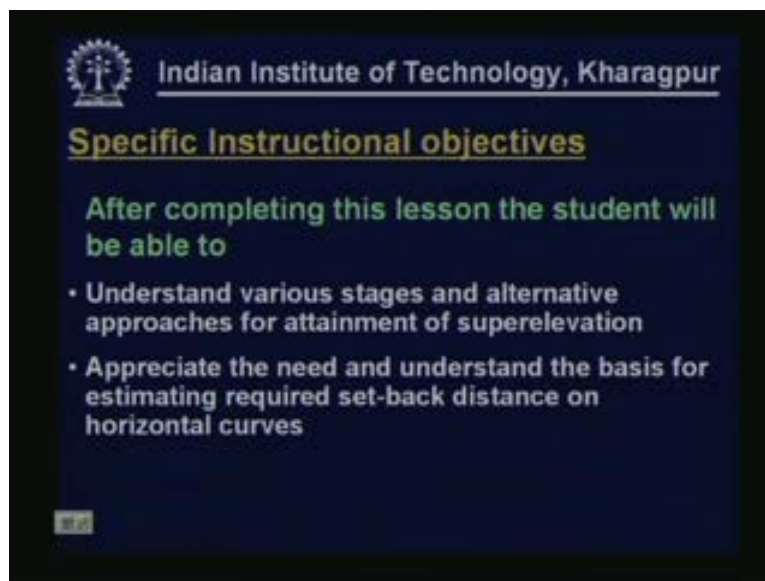 Indian Institute of Technology, Kharagpur
Specific Instructional objectives
After completing this lesson the student will
be able to
• Understand various stages and alternative
approaches for attainment of superelevation
• Appreciate the need and understand the basis for
estimating required set-back distance on
horizontal curves